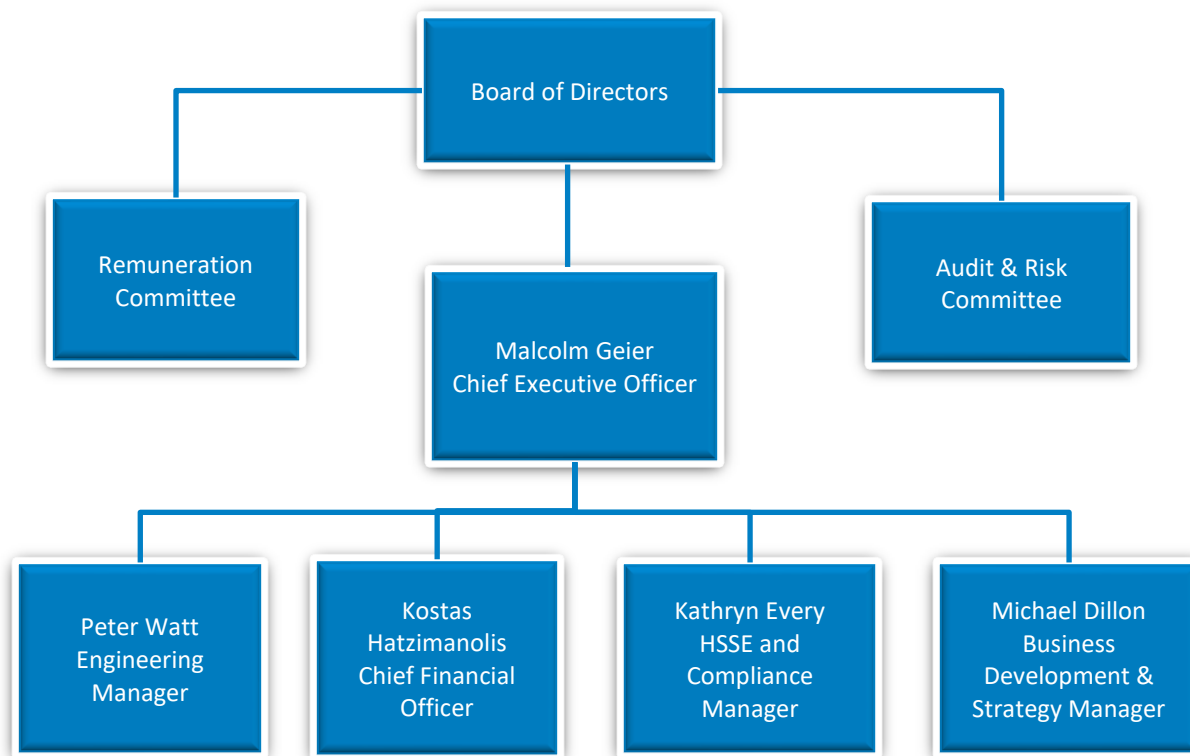 Board of Directors
Remuneration
Committee
Audit & Risk
Committee
Malcolm Geier
Chief Executive Officer
Peter Watt
Engineering
Manager
Kostas
Hatzimanolis
Chief Financial
Officer
Kathryn Every
HSSE and
Compliance
Manager
Michael Dillon
Business
Development &
Strategy Manager